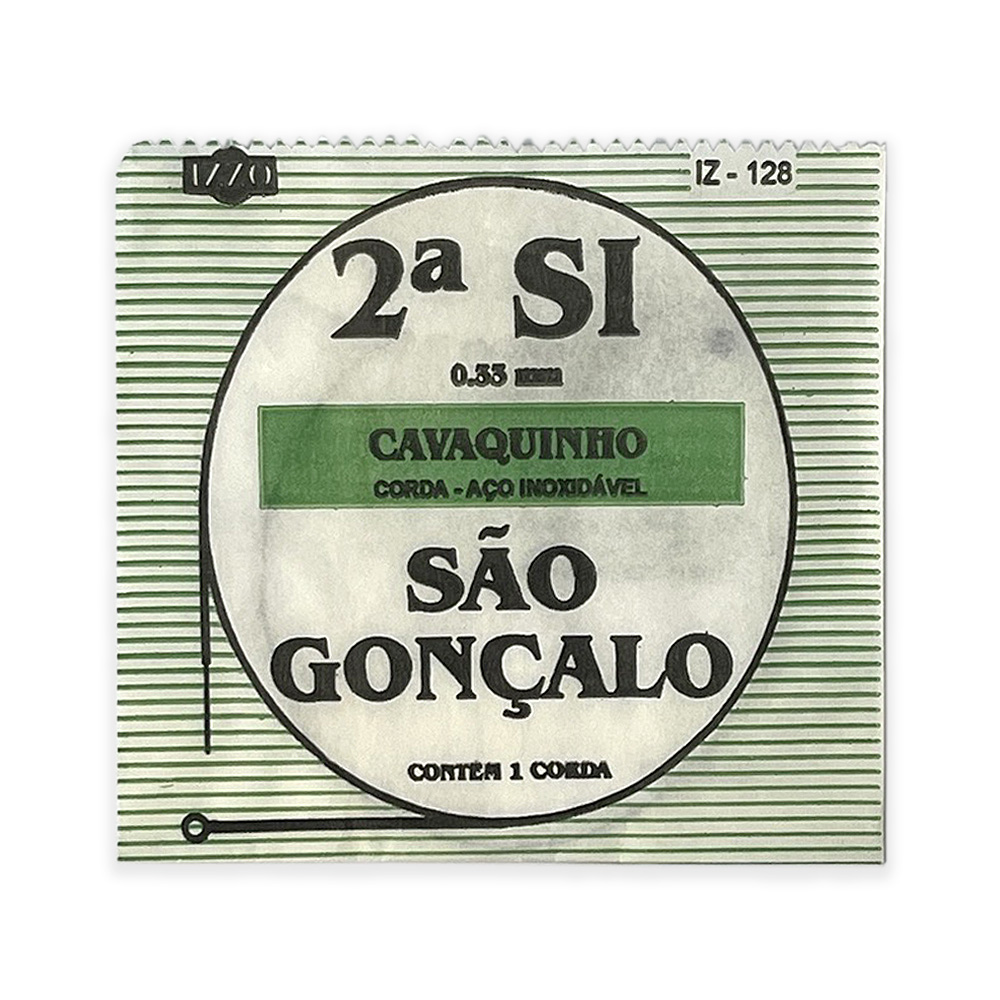 IZZO
IZ - 128
2ª SI
0.33 mm
CAVAQUINHO
CORDA - AÇO INOXIDÁVEL
SÃO
GONÇALO
CONTÉM 1 CORDA